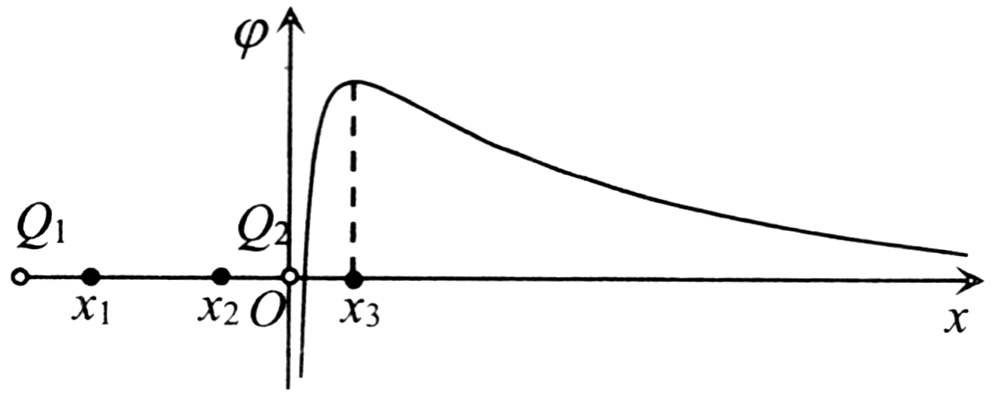 φ
Q₁ Q₂
x₁ x₂ O x₃ x